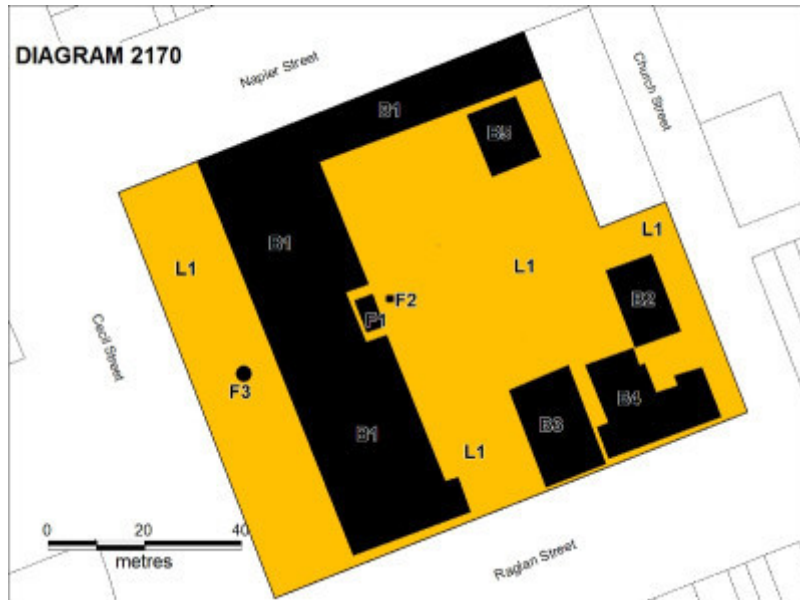 DIAGRAM 2170
Napier Street
Church Street
B1
B5
L1
L1
B1
L1
B2
F2
F1
Cecil Street
F3
B4
B3
B1
L1
0 20 40
metres
Raglan Street